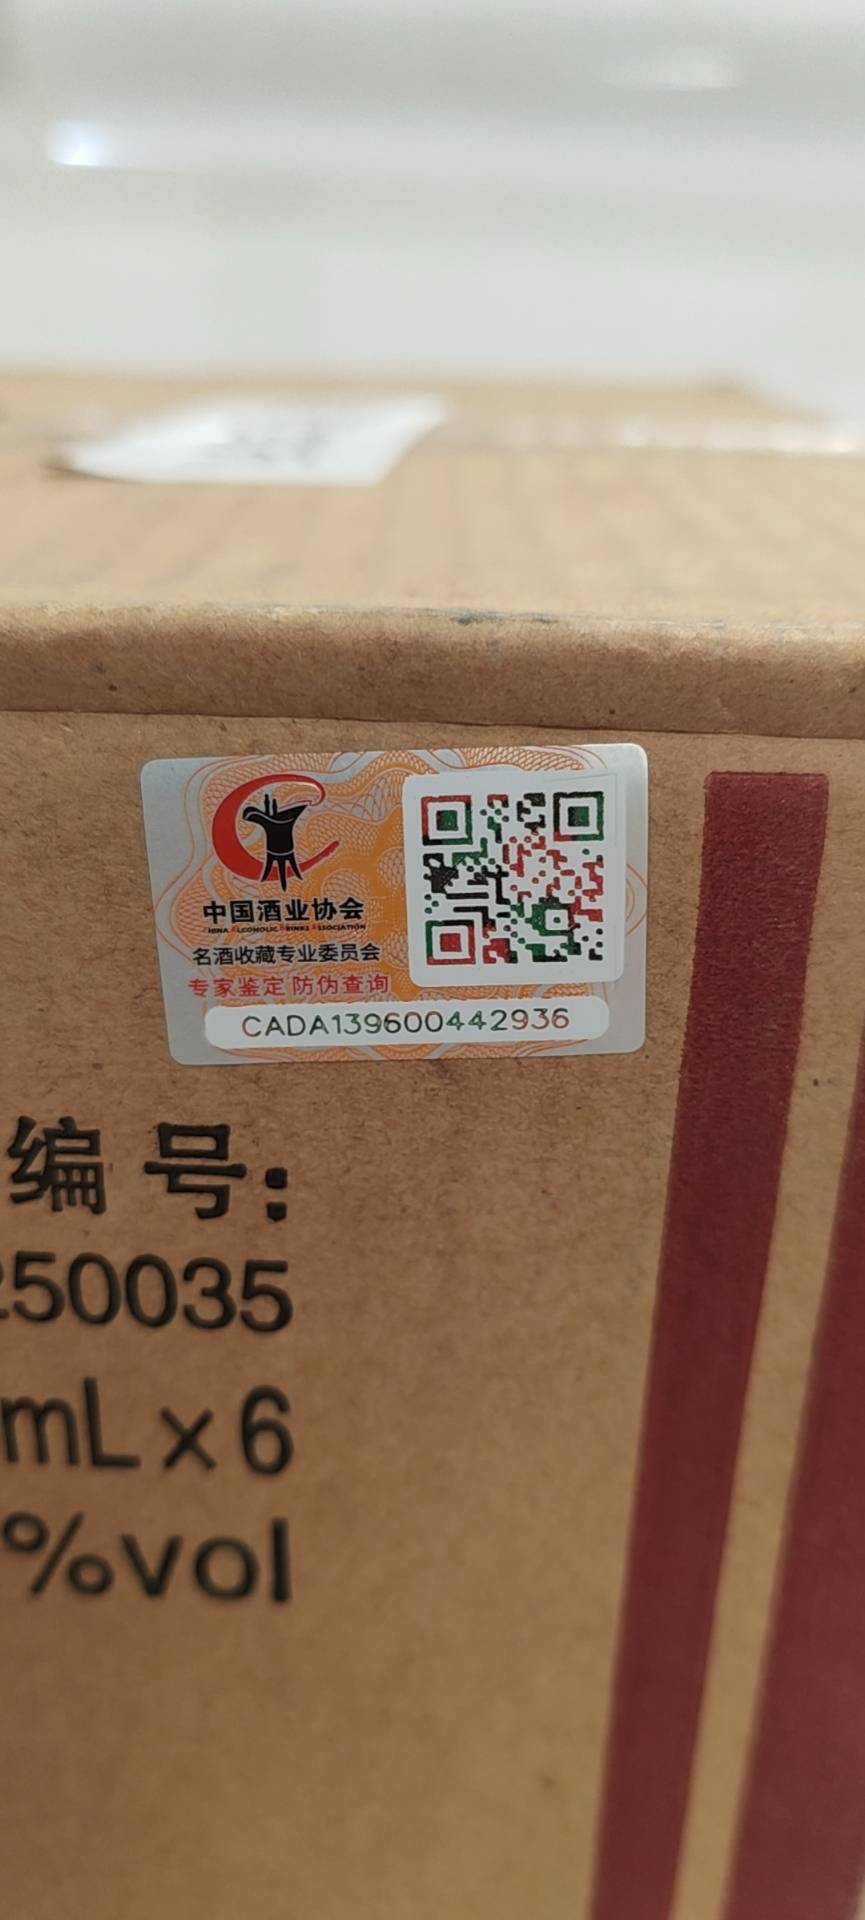 中国酒业协会
CHINA ALCOHOLIC DRINKS ASSOCIATION
名酒收藏专业委员会
专家鉴定 防伪查询
CADA139600442936
编号:
250035
mL×6
%vol